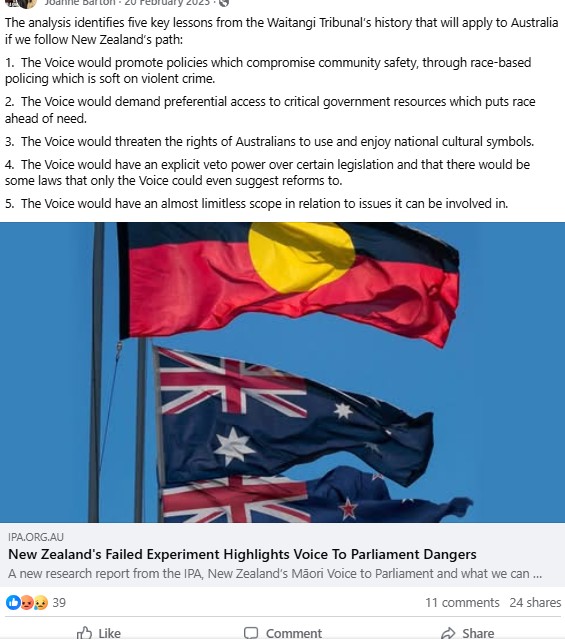 Joanne Barton · 20 February 2023 ·
The analysis identifies five key lessons from the Waitangi Tribunal's history that will apply to Australia
if we follow New Zealand's path:
1. The Voice would promote policies which compromise community safety, through race-based
policing which is soft on violent crime.
2. The Voice would demand preferential access to critical government resources which puts race
ahead of need.
3. The Voice would threaten the rights of Australians to use and enjoy national cultural symbols.
4. The Voice would have an explicit veto power over certain legislation and that there would be
some laws that only the Voice could even suggest reforms to.
5. The Voice would have an almost limitless scope in relation to issues it can be involved in.
IPA.ORG.AU
New Zealand's Failed Experiment Highlights Voice To Parliament Dangers
A new research report from the IPA, New Zealand's Māori Voice to Parliament and what we can ...
39
11 comments 24 shares
Like
Comment
Share